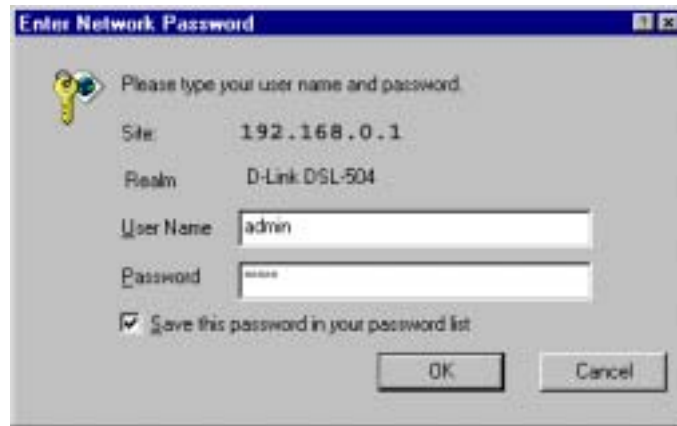 Enter Network Password
Please type your user name and password.
Site: 192.168.0.1
Realm D-Link DSL-504
User Name admin
Password *****
Save this password in your password list
OK Cancel